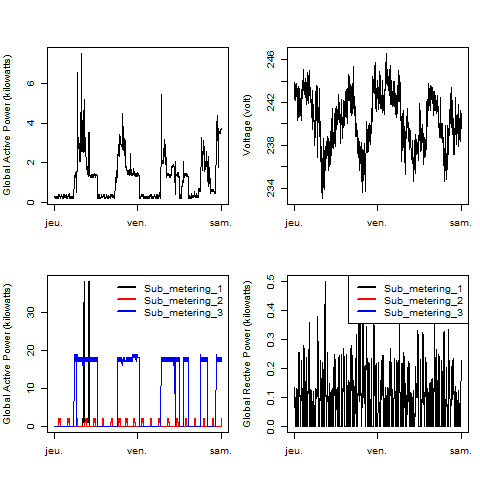 Global Active Power (kilowatts)
0
2
4
6
jeu.
ven.
sam.
Voltage (volt)
234
238
242
246
jeu.
ven.
sam.
Global Active Power (kilowatts)
0
10
20
30
Sub_metering_1
Sub_metering_2
Sub_metering_3
jeu.
ven.
sam.
Global Rective Power (kilowatts)
0.0
0.1
0.2
0.3
0.4
0.5
Sub_metering_1
Sub_metering_2
Sub_metering_3
jeu.
ven.
sam.